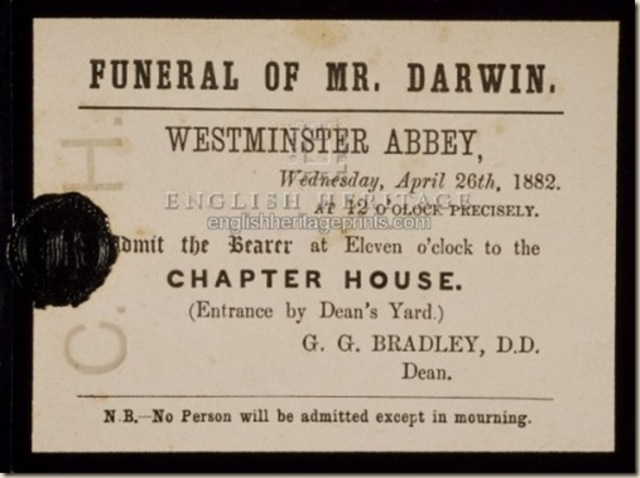 FUNERAL OF MR. DARWIN.
WESTMINSTER ABBEY,
Wednesday, April 26th, 1882.
ENGLISH HERITAGE
AT 12 O'CLOCK PRECISELY.
englishheritageprints.com
Admit the Bearer at Eleven o'clock to the
CHAPTER HOUSE.
(Entrance by Dean's Yard.)
G. G. BRADLEY, D.D.
Dean.
N.B.—No Person will be admitted except in mourning.